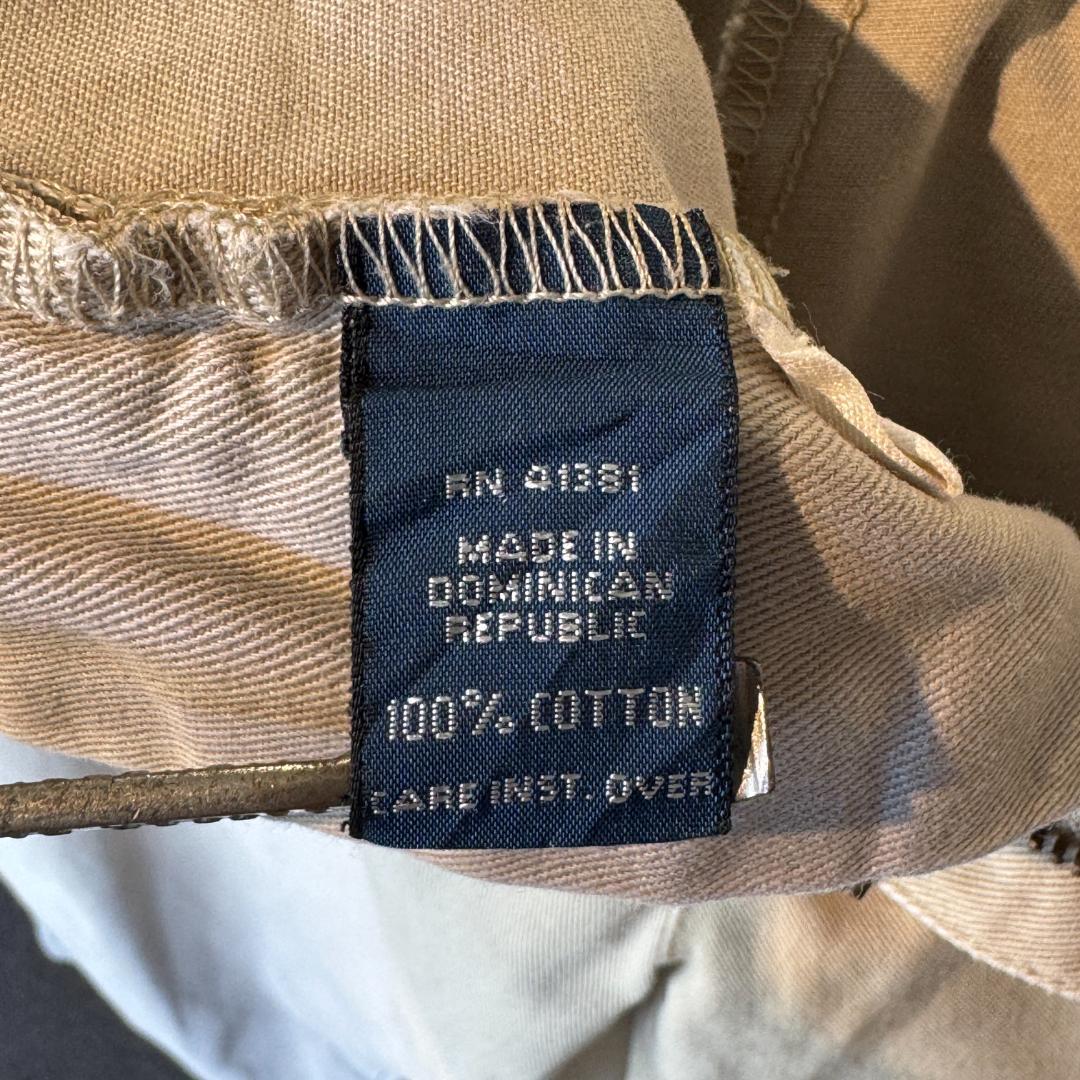 RN 41381
MADE IN
DOMINICAN
REPUBLIC
100% COTTON
CARE INST. OVER